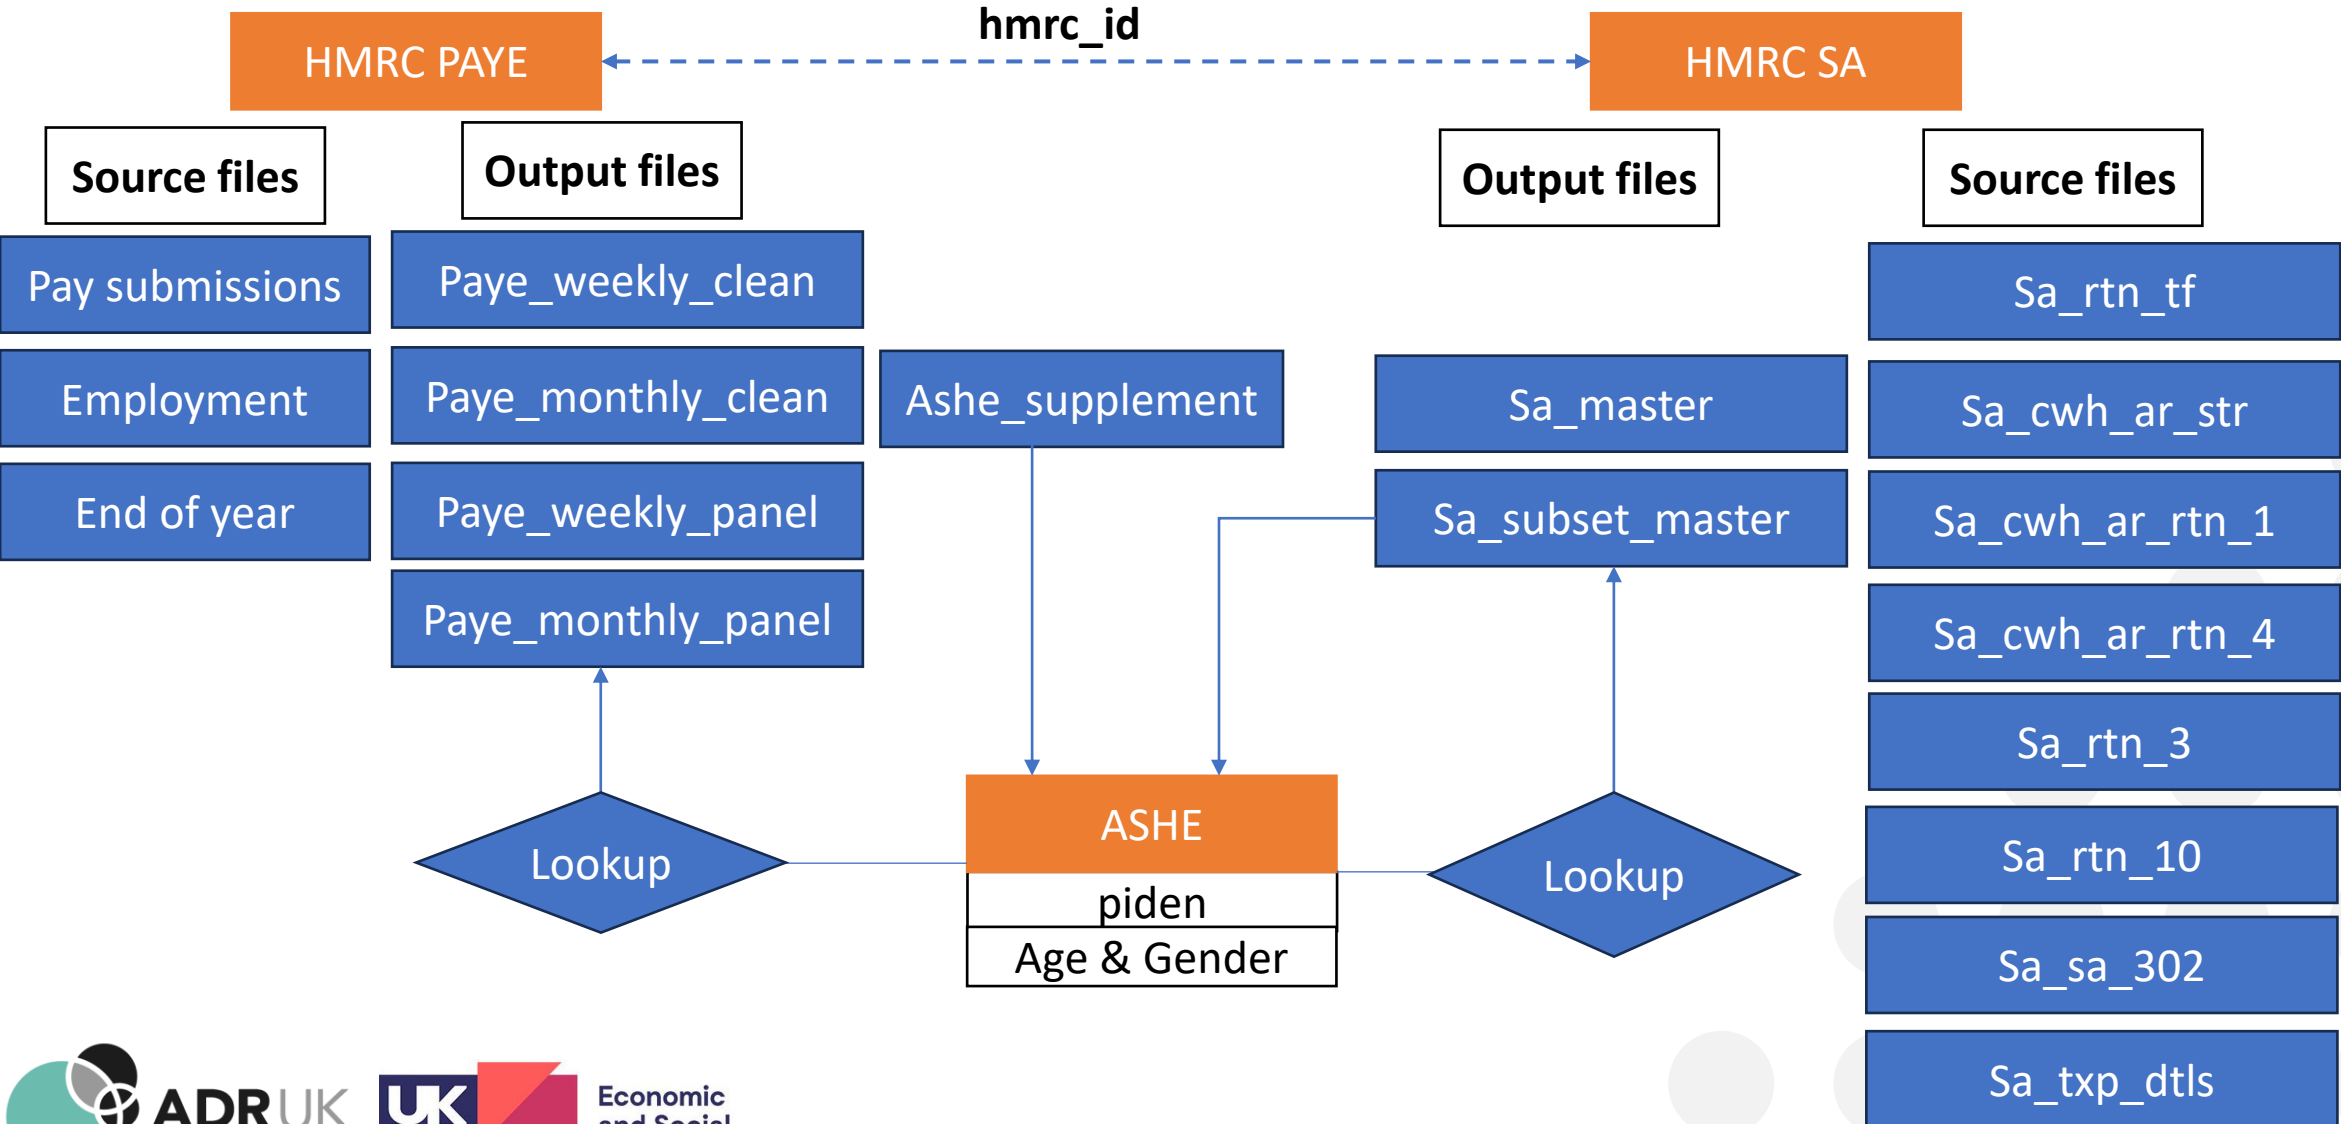 hmrc_id
HMRC PAYE
HMRC SA
Source files
Output files
Output files
Source files
Pay submissions
Employment
End of year
Paye_weekly_clean
Paye_monthly_clean
Paye_weekly_panel
Paye_monthly_panel
Ashe_supplement
Sa_master
Sa_subset_master
Sa_rtn_tf
Sa_cwh_ar_str
Sa_cwh_ar_rtn_1
Sa_cwh_ar_rtn_4
Sa_rtn_3
Sa_rtn_10
Sa_sa_302
Sa_txp_dtls
Lookup
ASHE
piden
Age & Gender
Lookup
ADR UK
UK
Economic
and Social